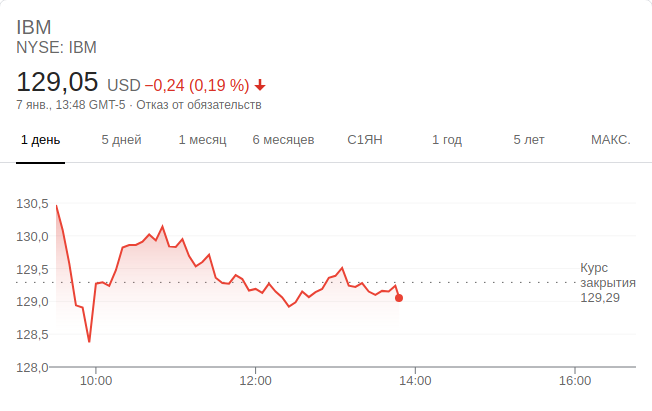 IBM
NYSE: IBM
129,05 USD −0,24 (0,19 %)
7 янв., 13:48 GMT-5 · Отказ от обязательств
1 день 5 дней 1 месяц 6 месяцев С1ЯН 1 год 5 лет МАКС.
130,5
130,0
129,5
Курс
закрытия
129,29
129,0
128,5
128,0
10:00 12:00 14:00 16:00